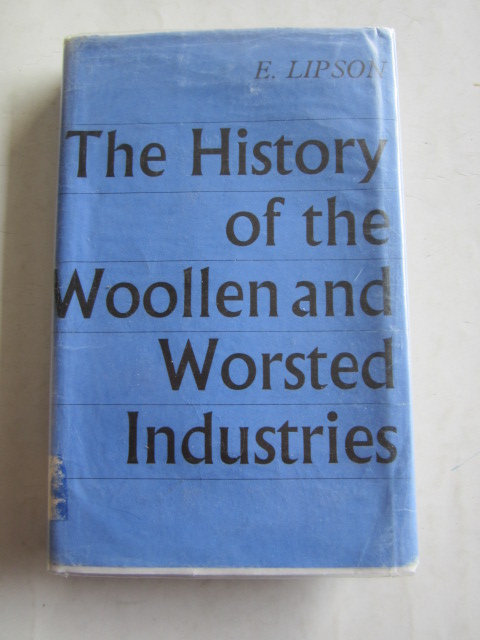 E. LIPSON
The History
of the
Woollen and
Worsted
Industries